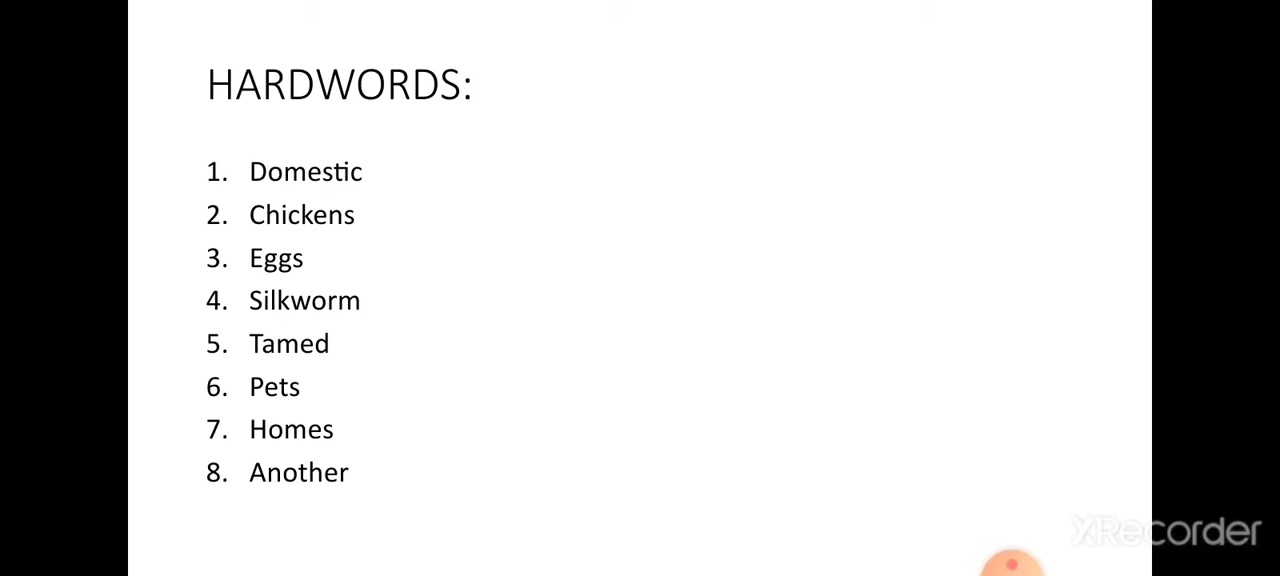 HARDWORDS:
1. Domestic
2. Chickens
3. Eggs
4. Silkworm
5. Tamed
6. Pets
7. Homes
8. Another
XRecorder